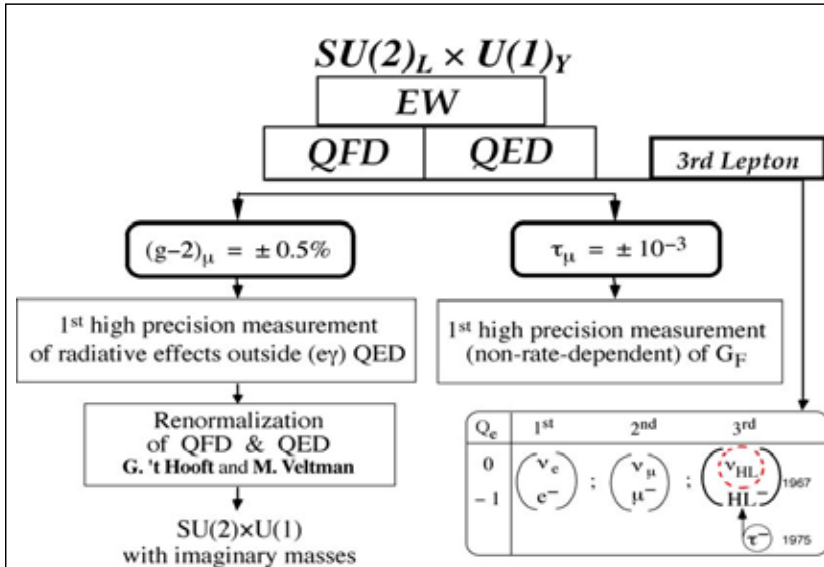 SU(2)L × U(1)Y
EW
QFD QED
3rd Lepton
(g–2)μ = ± 0.5%
τμ = ± 10–3
1st high precision measurement
of radiative effects outside (eγ) QED
1st high precision measurement
(non-rate-dependent) of GF
Renormalization
of QFD & QED
G. 't Hooft and M. Veltman
SU(2)×U(1)
with imaginary masses
Qe 1st 2nd 3rd
0 νe ; νμ ; νHL 1967
– 1 e– μ– HL–
τ– 1975